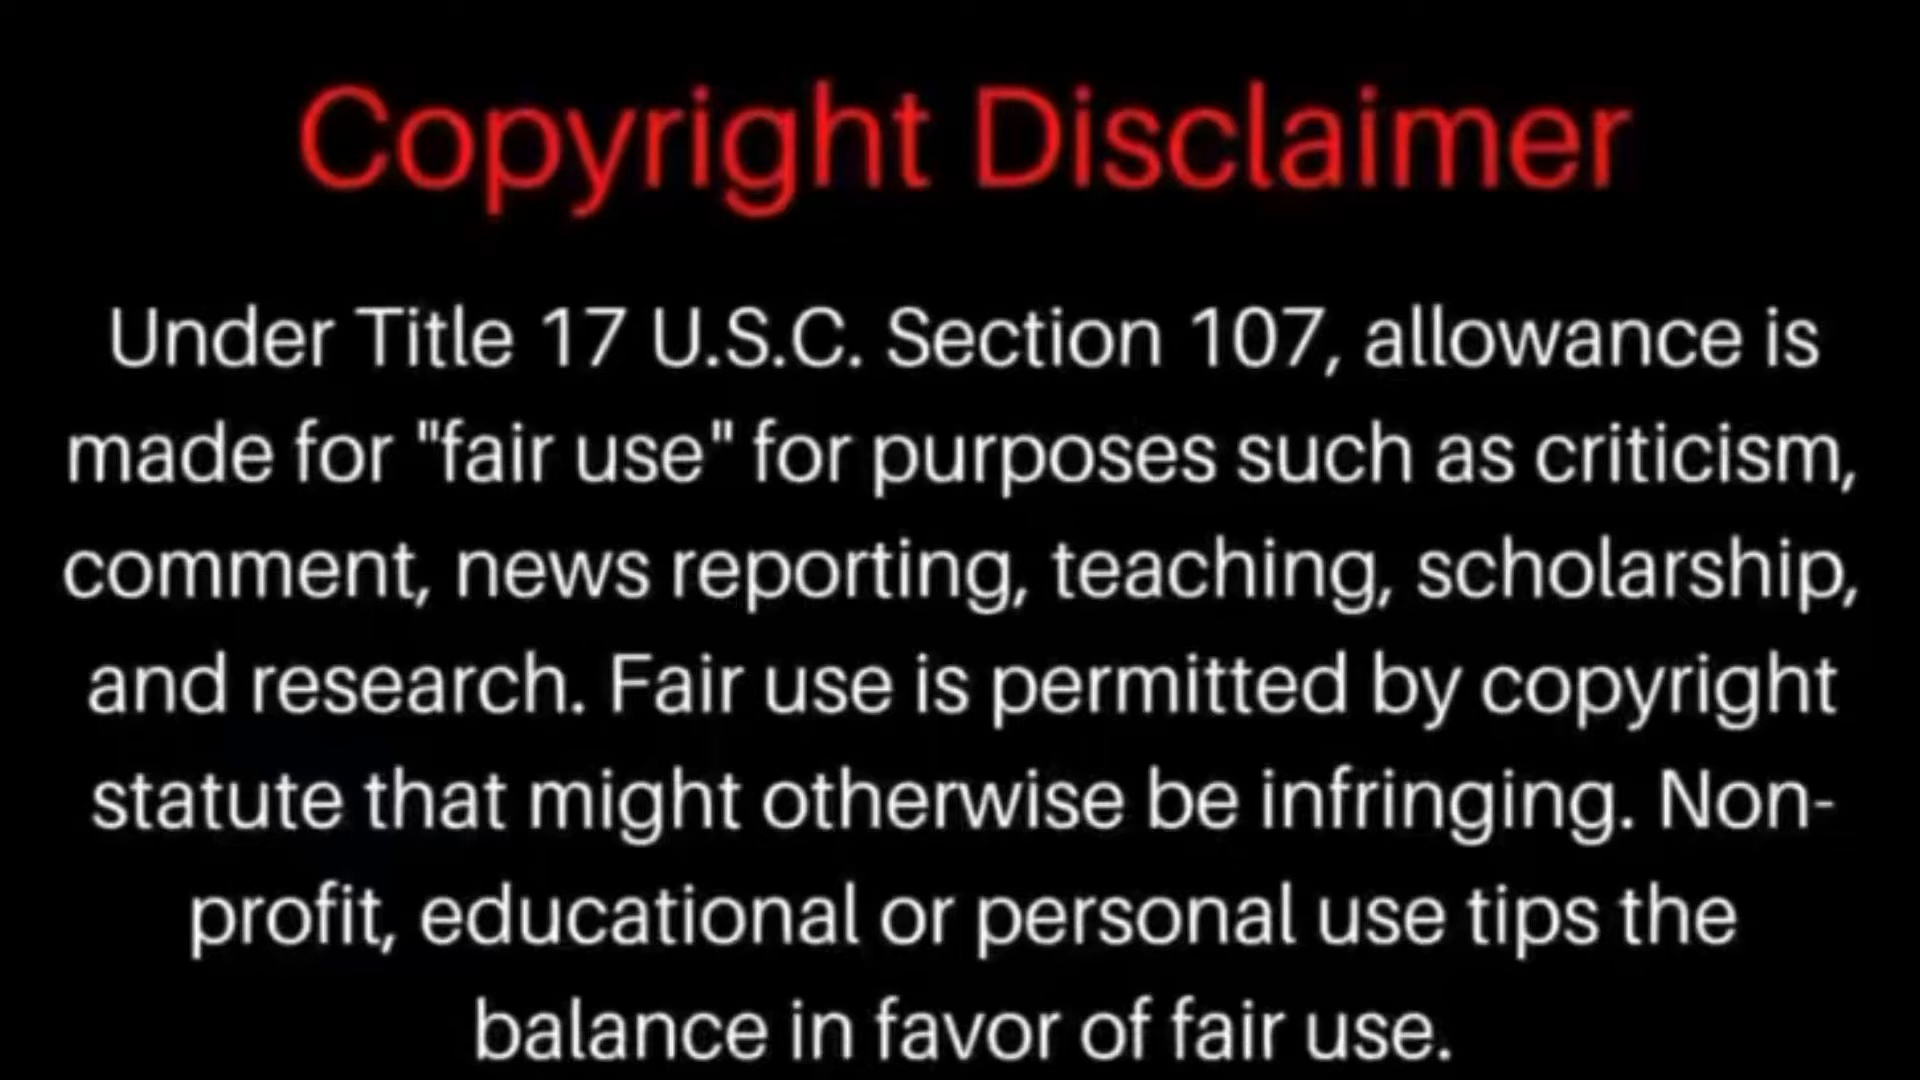 Copyright Disclaimer
Under Title 17 U.S.C. Section 107, allowance is
made for "fair use" for purposes such as criticism,
comment, news reporting, teaching, scholarship,
and research. Fair use is permitted by copyright
statute that might otherwise be infringing. Non-
profit, educational or personal use tips the
balance in favor of fair use.